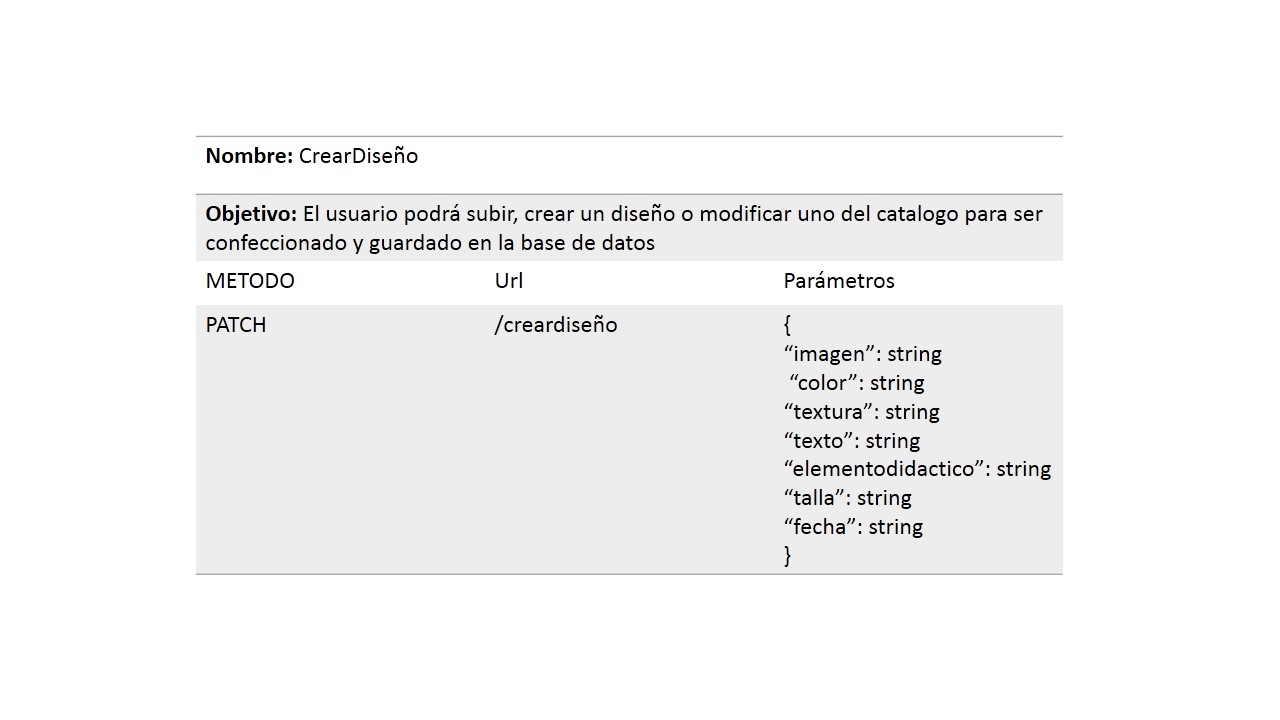 Nombre: CrearDiseño
Objetivo: El usuario podrá subir, crear un diseño o modificar uno del catalogo para ser
confeccionado y guardado en la base de datos
METODO Url Parámetros
PATCH /creardiseño {
“imagen”: string
“color”: string
“textura”: string
“texto”: string
“elementodidactico”: string
“talla”: string
“fecha”: string
}